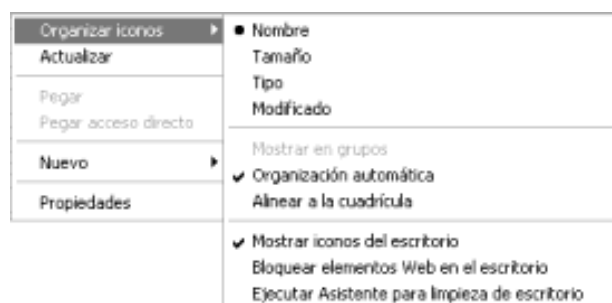 Organizar iconos
Actualizar
Pegar
Pegar acceso directo
Nuevo
Propiedades
Nombre
Tamaño
Tipo
Modificado
Mostrar en grupos
Organización automática
Alinear a la cuadrícula
Mostrar iconos del escritorio
Bloquear elementos Web en el escritorio
Ejecutar Asistente para limpieza de escritorio